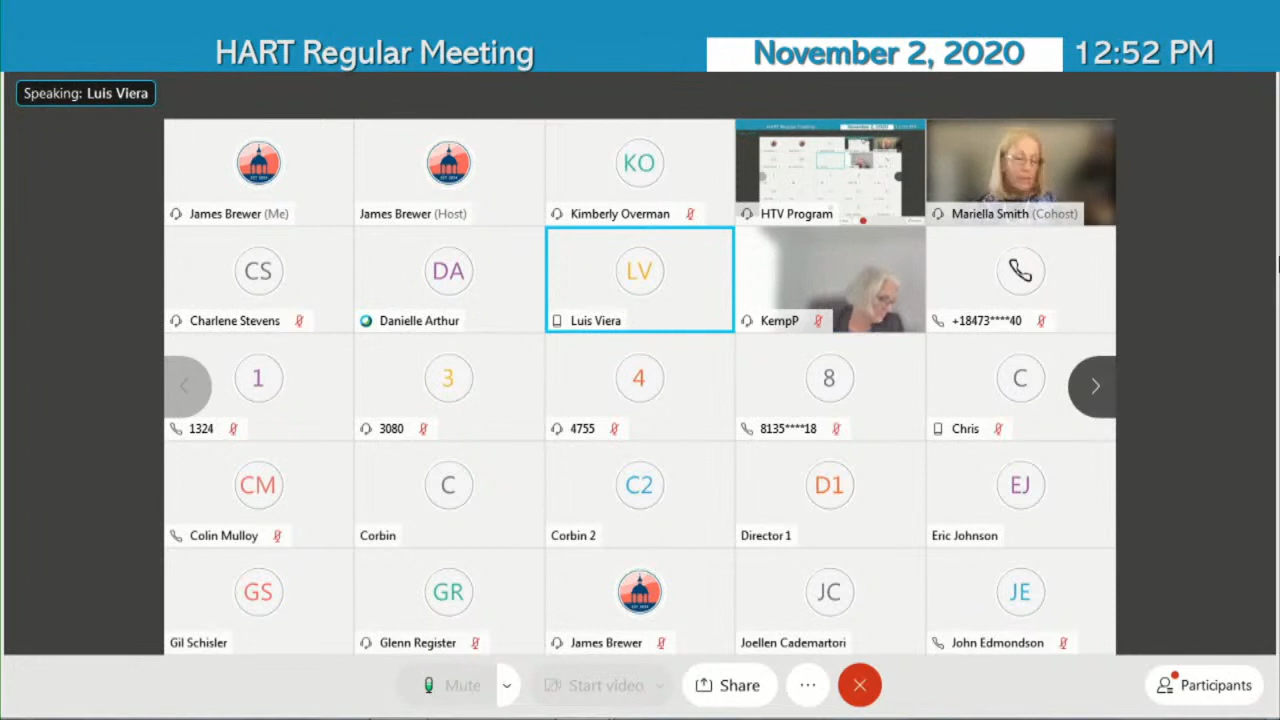 HART Regular Meeting
November 2, 2020
12:52 PM
Speaking: Luis Viera
James Brewer (Me)
James Brewer (Host)
KO
Kimberly Overman
HART Regular Meeting
HTV Program
Mariella Smith (Cohost)
CS
Charlene Stevens
DA
Danielle Arthur
LV
Luis Viera
KempP
+18473****40
1
1324
3
3080
4
4755
8
8135****18
C
Chris
CM
Colin Mulloy
C
Corbin
C2
Corbin 2
D1
Director 1
EJ
Eric Johnson
GS
Gil Schisler
GR
Glenn Register
James Brewer
JC
Joellen Cademartori
JE
John Edmondson
Mute
Start video
Share
Participants